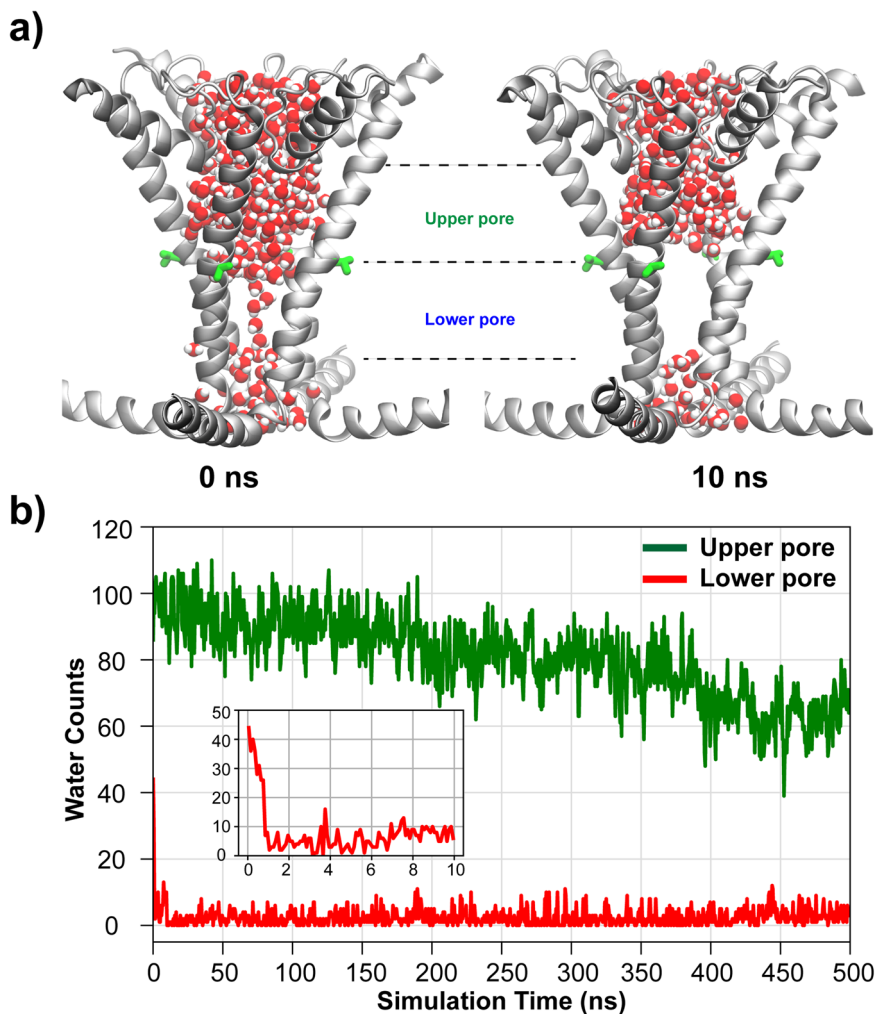 a)
Upper pore
Lower pore
0 ns
10 ns
b)
120
100
80
60
40
20
0
Water Counts
Upper pore
Lower pore
50
40
30
20
10
0
0 2 4 6 8 10
0 50 100 150 200 250 300 350 400 450 500
Simulation Time (ns)